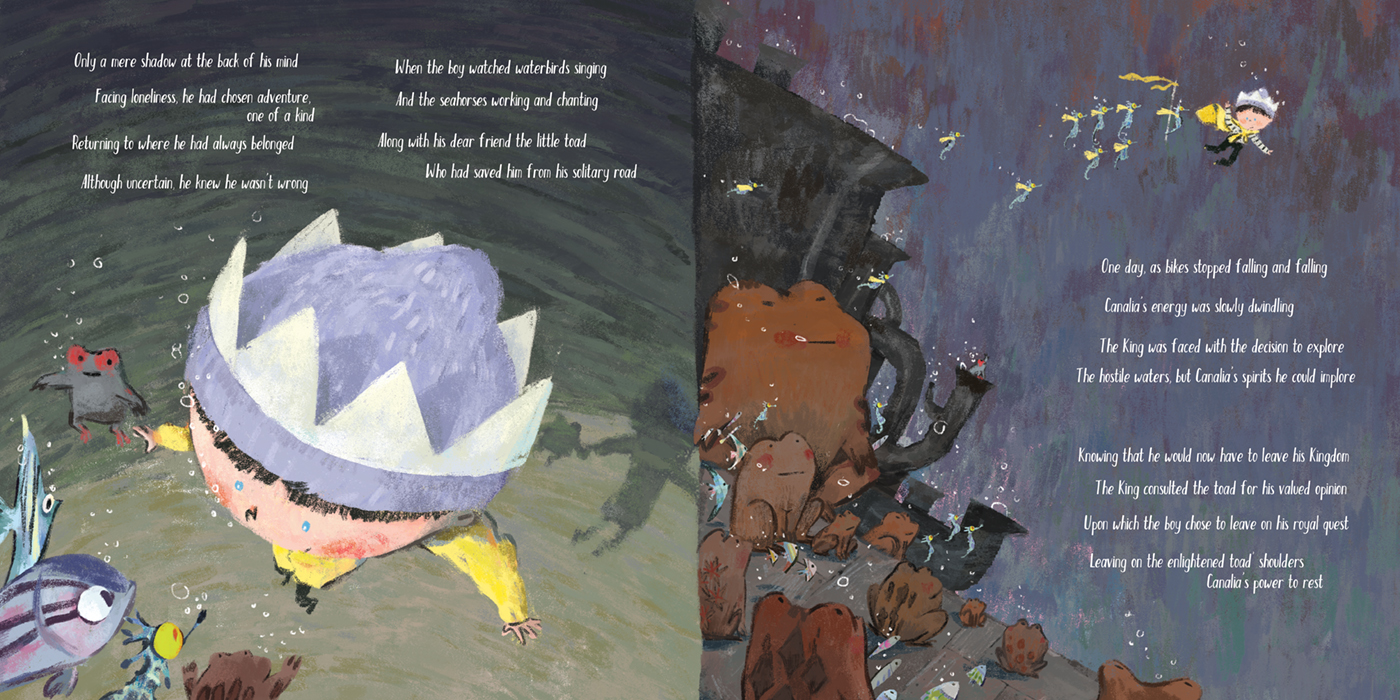 Only a mere shadow at the back of his mind
Facing loneliness, he had chosen adventure,
one of a kind
Returning to where he had always belonged
Although uncertain, he knew he wasn't wrong
When the boy watched waterbirds singing
And the seahorses working and chanting
Along with his dear friend the little toad
Who had saved him from his solitary road
One day, as bikes stopped falling and falling
Canalia's energy was slowly dwindling
The King was faced with the decision to explore
The hostile waters, but Canalia's spirits he could implore
Knowing that he would now have to leave his Kingdom
The King consulted the toad for his valued opinion
Upon which the boy chose to leave on his royal quest
Leaving on the enlightened toad' shoulders
Canalia's power to rest